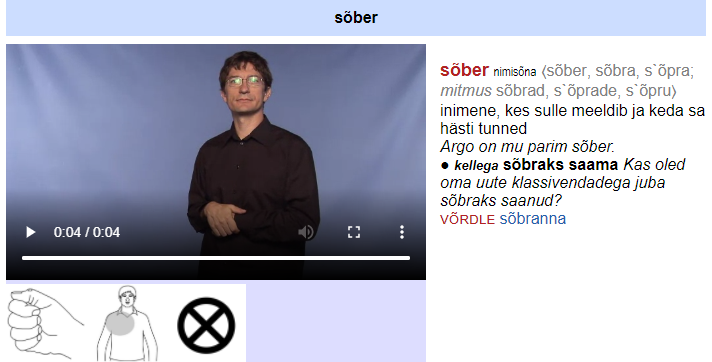 sõber
0:04 / 0:04
sõber nimisõna ⟨sõber, sõbra, s`õpra;
mitmus sõbrad, s`õprade, s`õpru⟩
inimene, kes sulle meeldib ja keda sa
hästi tunned
Argo on mu parim sõber.
● kellega sõbraks saama Kas oled
oma uute klassivendadega juba
sõbraks saanud?
VÕRDLE sõbranna